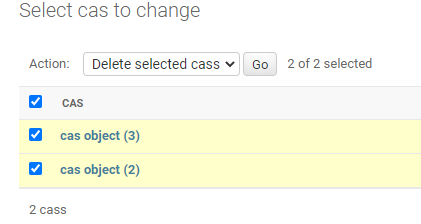 Select cas to change
Action: Delete selected cass Go 2 of 2 selected
CAS
cas object (3)
cas object (2)
2 cass